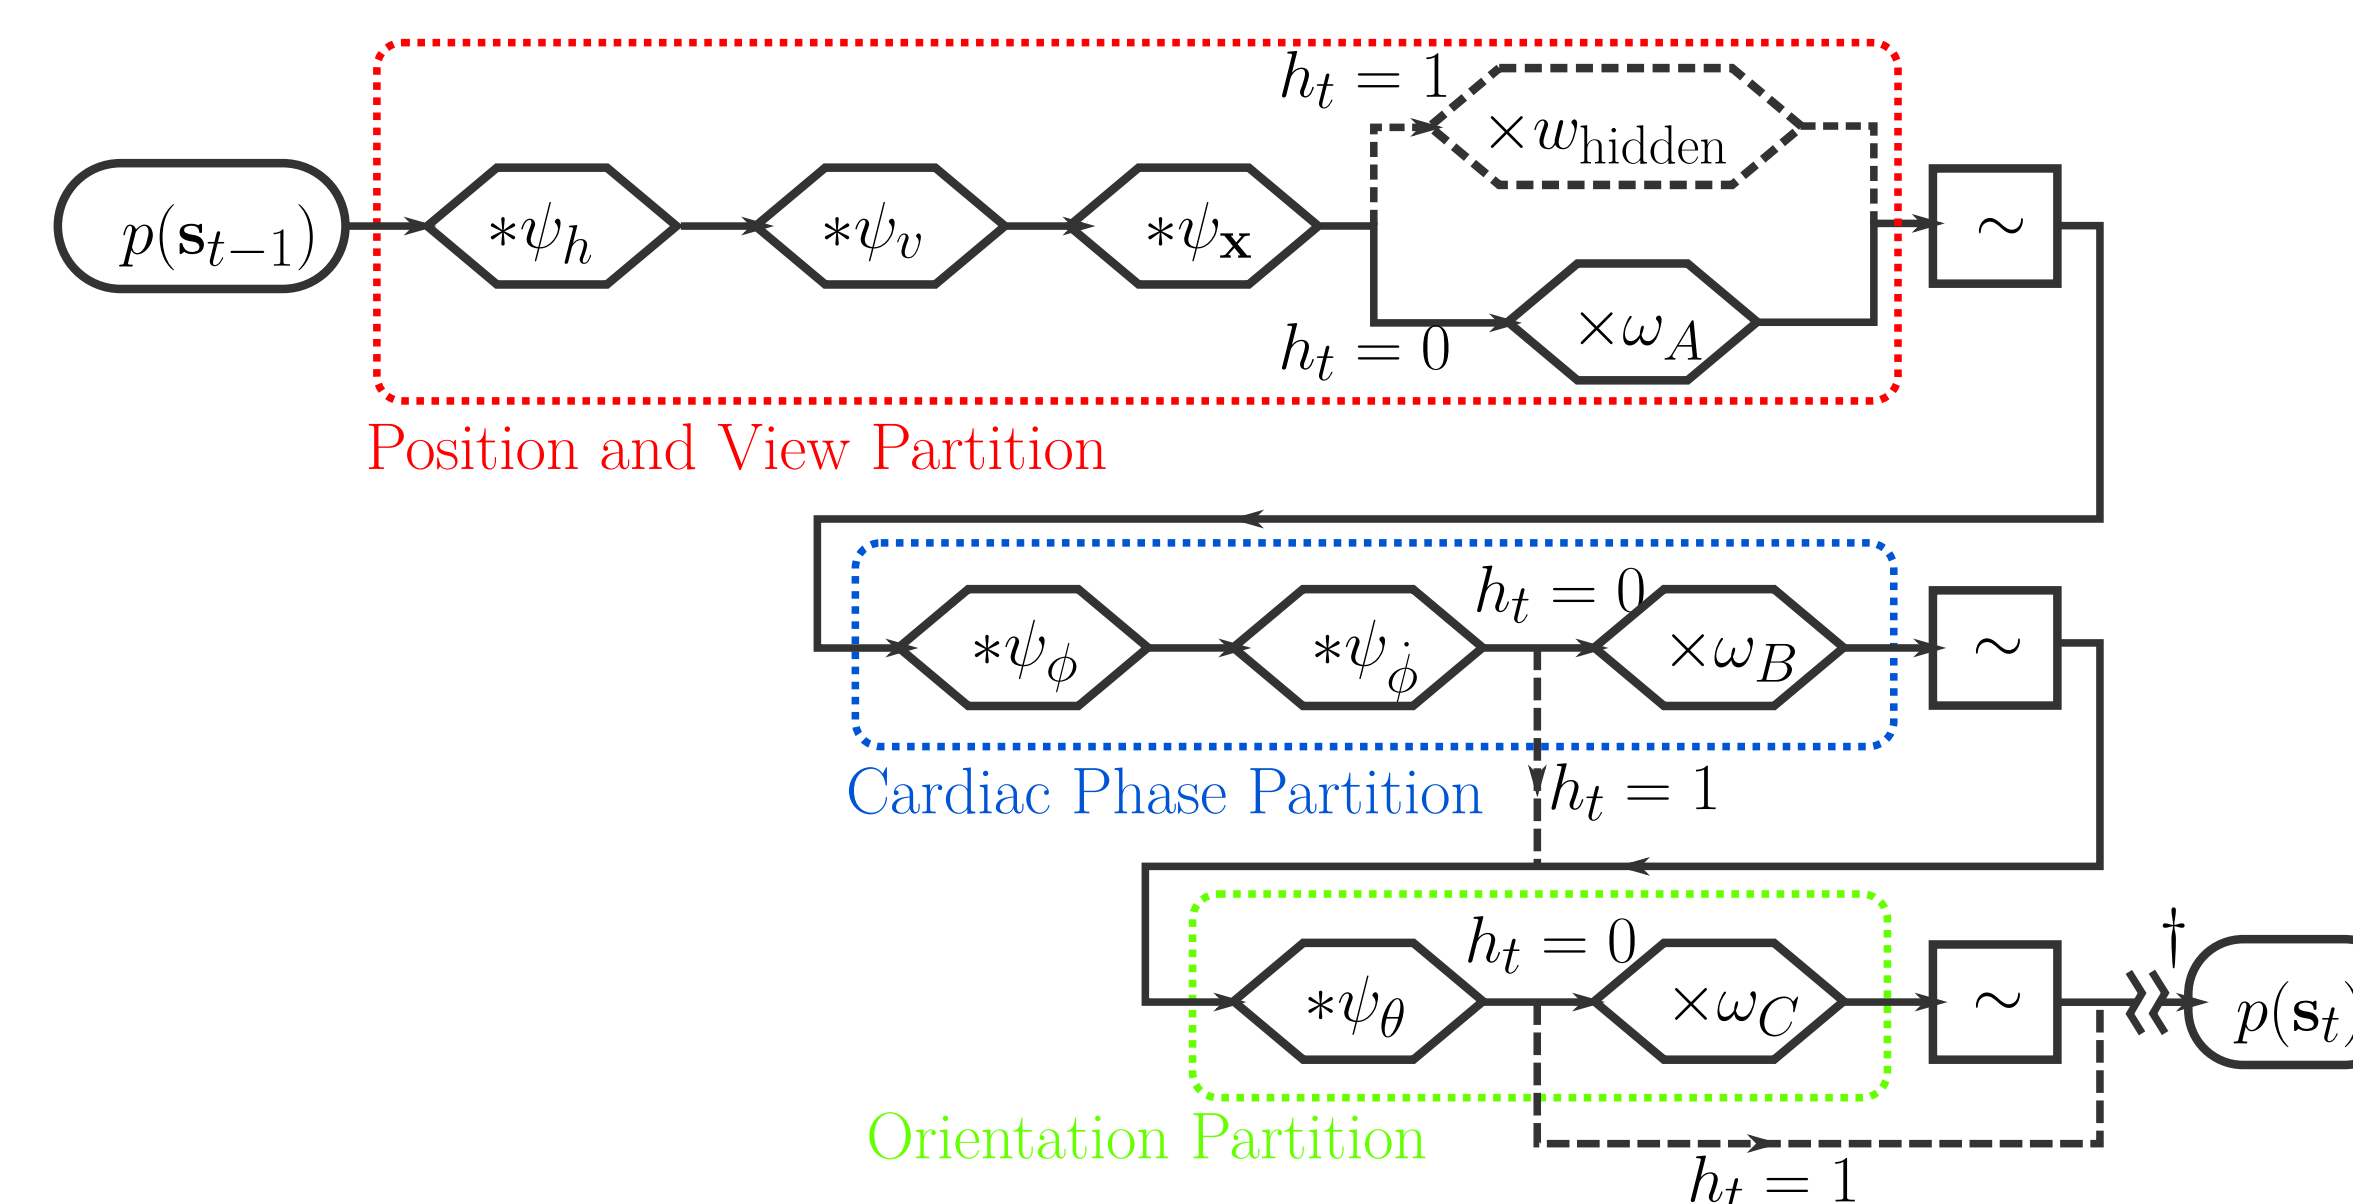 h_t = 1
×w_hidden
p(s_{t−1})
∗ψ_h
∗ψ_v
∗ψ_x
∼
×ω_A
h_t = 0
Position and View Partition
h_t = 0
∗ψ_ϕ
∗ψ_ϕ̇
×ω_B
∼
Cardiac Phase Partition
h_t = 1
h_t = 0
†
∗ψ_θ
×ω_C
∼
p(s_t)
Orientation Partition
h_t = 1